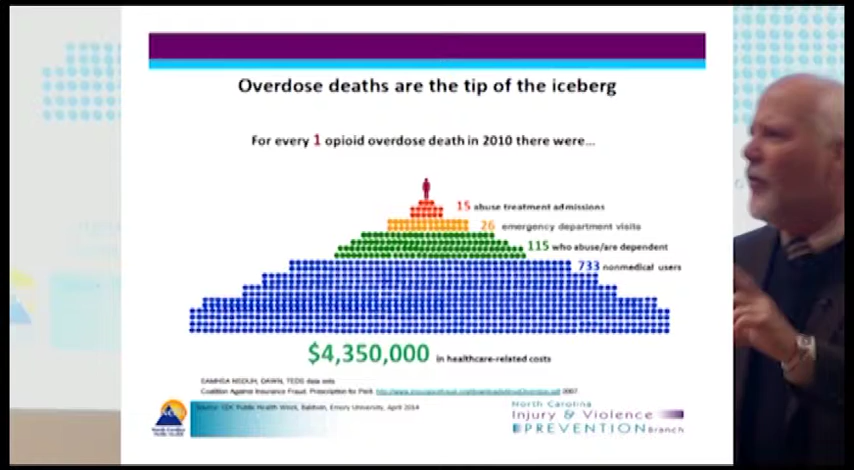 Overdose deaths are the tip of the iceberg
For every 1 opioid overdose death in 2010 there were...
15 abuse treatment admissions
26 emergency department visits
115 who abuse/are dependent
733 nonmedical users
$4,350,000 in healthcare-related costs
SAMHSA NSDUH, DAWN, TEDS data sets
Coalition Against Insurance Fraud. Prescription for Peril. 2007.
Source: CDC Public Health Week, Baldwin, Emory University, April 2014
North Carolina
Injury & Violence
PREVENTION Branch